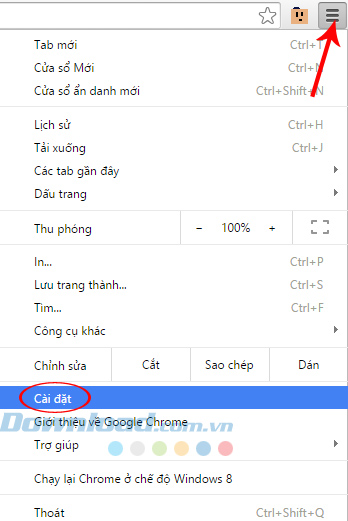 Tab mới Ctrl+T
Cửa sổ Mới Ctrl+N
Cửa sổ ẩn danh mới Ctrl+Shift+N
Lịch sử Ctrl+H
Tải xuống Ctrl+J
Các tab gần đây
Dấu trang
Thu phóng − 100% +
In... Ctrl+P
Lưu trang thành... Ctrl+S
Tìm... Ctrl+F
Công cụ khác
Chỉnh sửa Cắt Sao chép Dán
Cài đặt
Giới thiệu về Google Chrome
Download.com.vn
Trợ giúp
Chạy lại Chrome ở chế độ Windows 8
Thoát Ctrl+Shift+Q